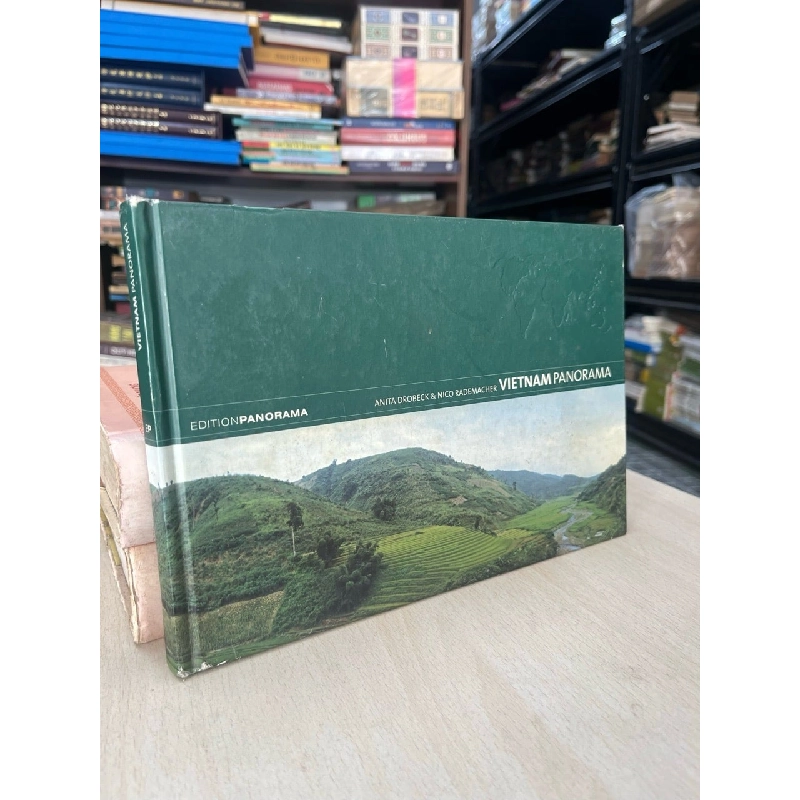 VIETNAM PANORAMA
ANITA DROBECK & NICO RADEMACHER VIETNAM PANORAMA
EDITIONPANORAMA